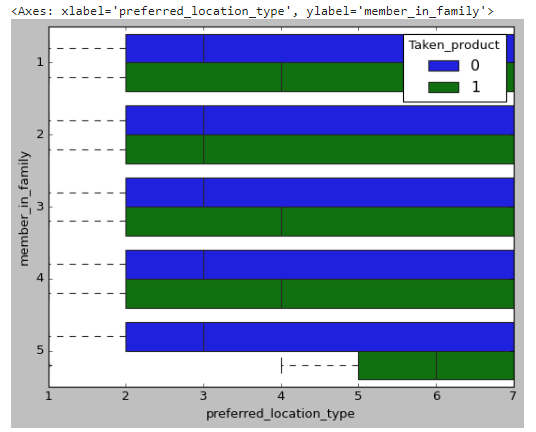 <Axes: xlabel='preferred_location_type', ylabel='member_in_family'>
Taken_product
0
1
member_in_family
1
2
3
4
5
1 2 3 4 5 6 7
preferred_location_type